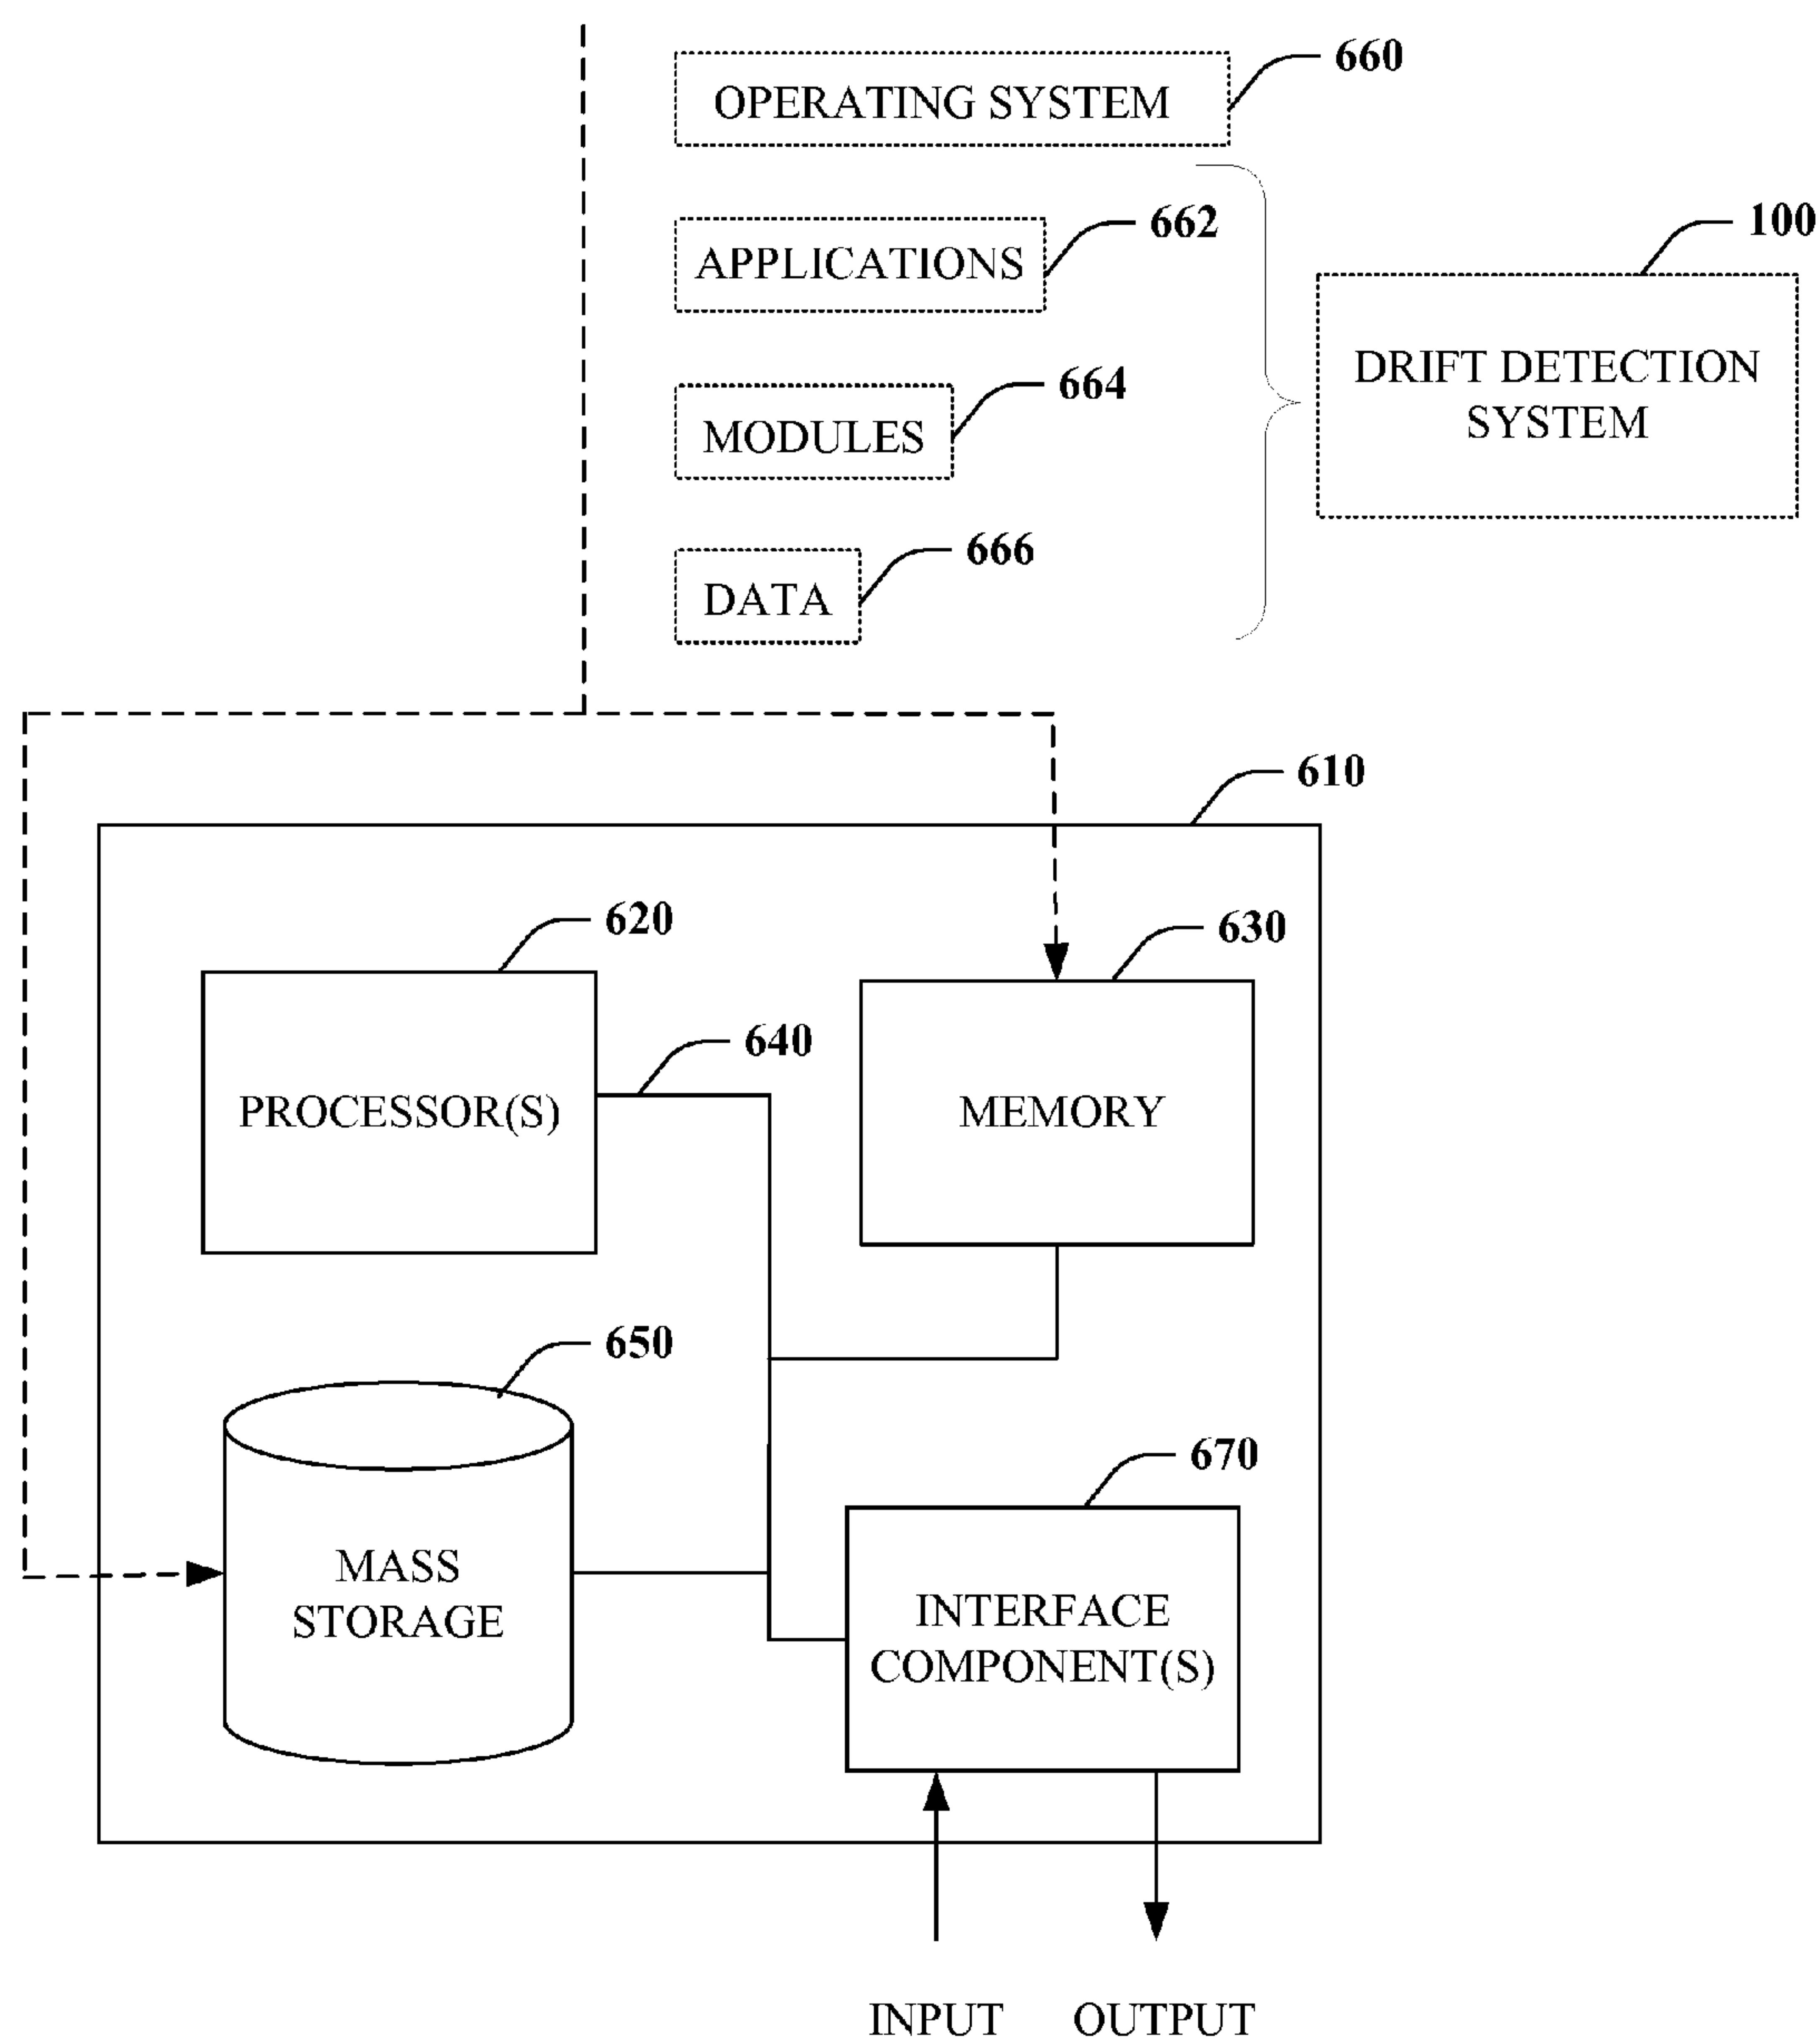 660
OPERATING SYSTEM
662
100
APPLICATIONS
DRIFT DETECTION
SYSTEM
664
MODULES
666
DATA
610
620
630
640
PROCESSOR(S)
MEMORY
650
670
MASS
STORAGE
INTERFACE
COMPONENT(S)
INPUT
OUTPUT